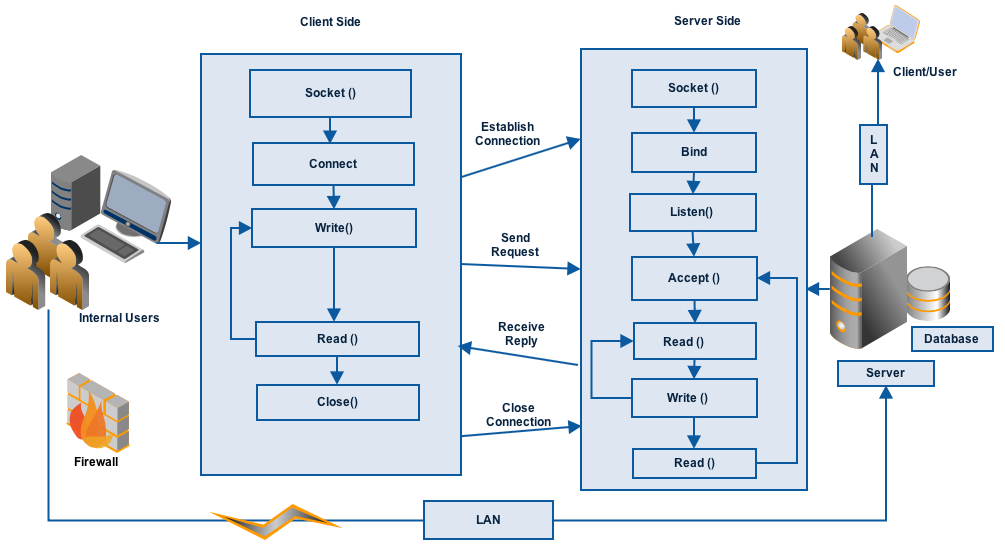 Client Side
Server Side
Socket ()
Connect
Write()
Read ()
Close()
Establish
Connection
Send
Request
Receive
Reply
Close
Connection
Socket ()
Bind
Listen()
Accept ()
Read ()
Write ()
Read ()
Client/User
L
A
N
Internal Users
Database
Server
Firewall
LAN